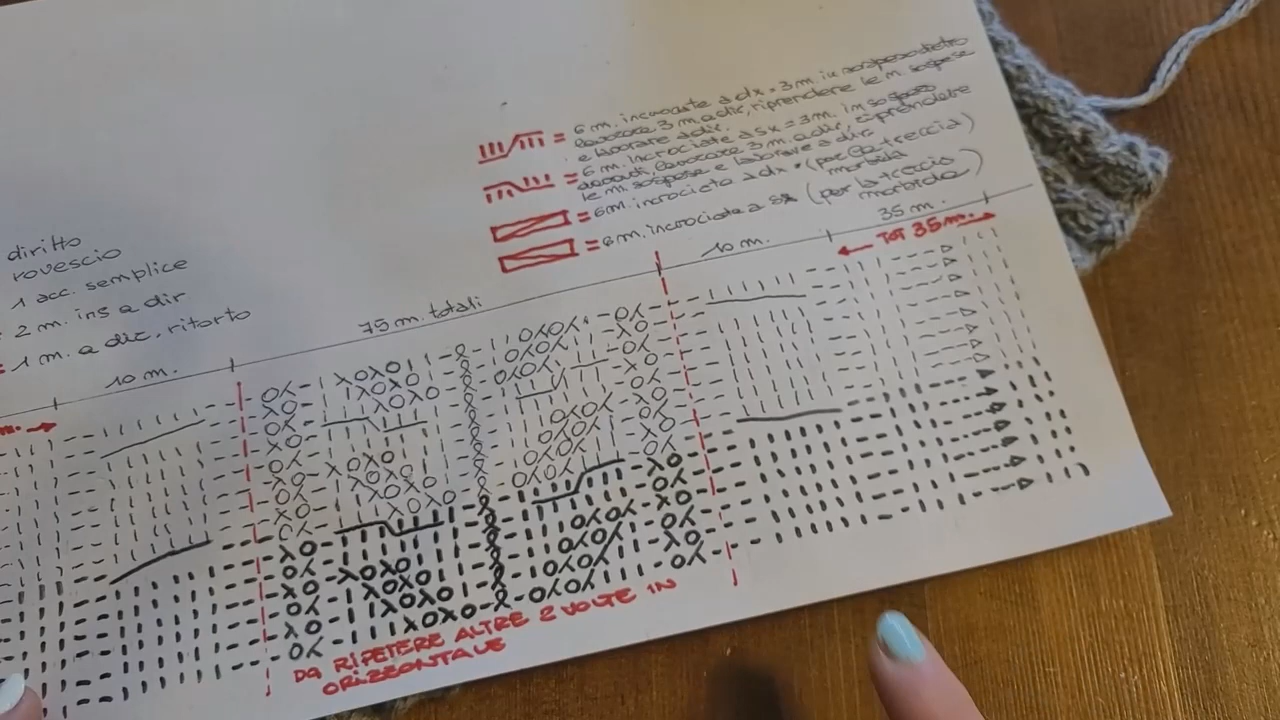 = 6 m. incrociate a dx = 3 m. in sospeso dietro
lavorare 3 m. a dir, riprendere le m. sospese
e lavorare a dir.
= 6 m. incrociate a sx = 3 m. in sospeso
davanti, lavorare 3 m. a dir, riprendere
le m. sospese e lavorare a dir
= 6 m. incrociate a dx (per la treccia
morbida)
= 6 m. incrociate a sx (per la treccia
morbida)
diritto
rovescio
1 acc. semplice
2 m. ins a dir
= 1 m. a dir, ritorto
35 m.
TOT 35 m.
10 m.
75 m. totali
10 m.
m.
DA RIPETERE ALTRE 2 VOLTE IN
ORIZZONTALE